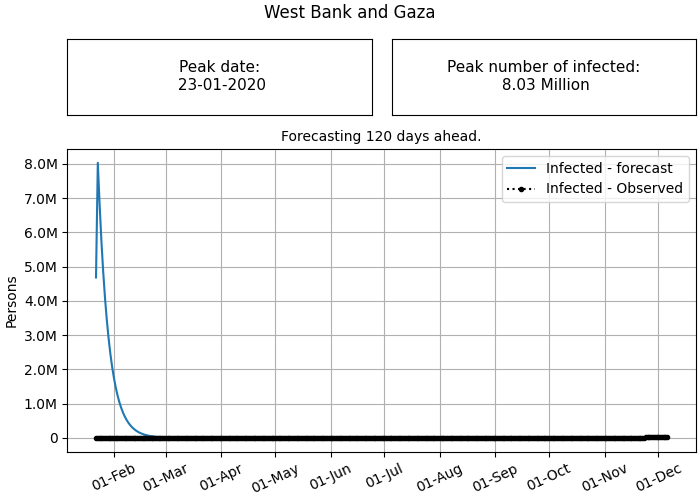 West Bank and Gaza
Peak date:
23-01-2020
Peak number of infected:
8.03 Million
Forecasting 120 days ahead.
Infected - forecast
Infected - Observed
Persons
8.0M
7.0M
6.0M
5.0M
4.0M
3.0M
2.0M
1.0M
0
01-Feb
01-Mar
01-Apr
01-May
01-Jun
01-Jul
01-Aug
01-Sep
01-Oct
01-Nov
01-Dec